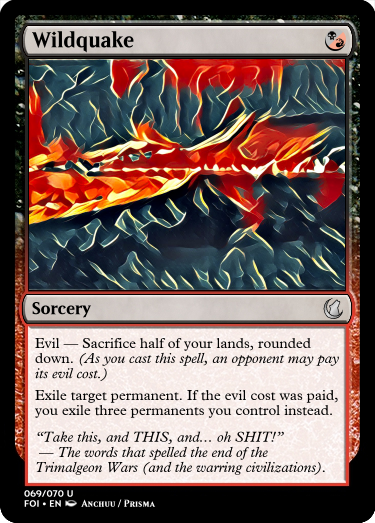 Wildquake
Sorcery
Evil — Sacrifice half of your lands, rounded
down. (As you cast this spell, an opponent may pay
its evil cost.)
Exile target permanent. If the evil cost was paid,
you exile three permanents you control instead.
“Take this, and THIS, and… oh SHIT!”
— The words that spelled the end of the
Trimalgeon Wars (and the warring civilizations).
069/070 U
FOI • EN Anchuu / Prisma